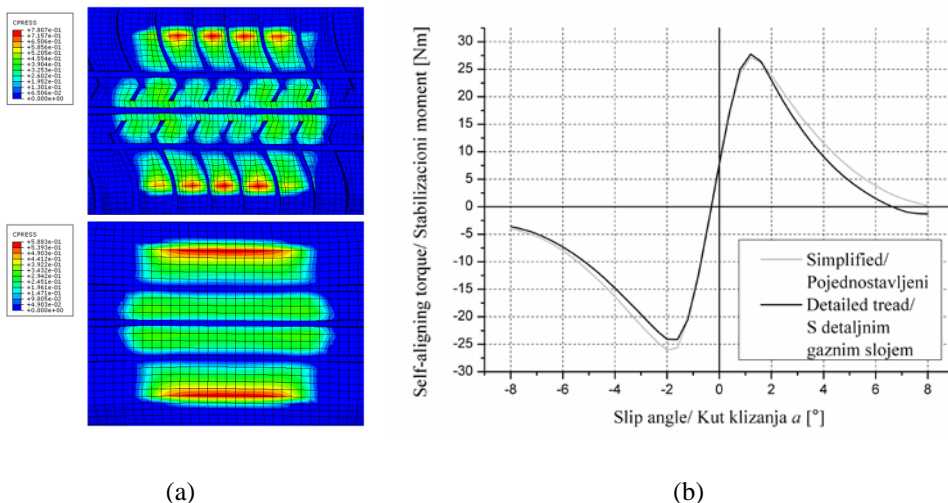 CPRESS
+7.807e-01
+7.157e-01
+6.506e-01
+5.856e-01
+5.205e-01
+4.554e-01
+3.904e-01
+3.253e-01
+2.602e-01
+1.952e-01
+1.301e-01
+6.506e-02
+0.000e+00
CPRESS
+5.883e-01
+5.393e-01
+4.903e-01
+4.412e-01
+3.922e-01
+3.432e-01
+2.942e-01
+2.451e-01
+1.961e-01
+1.471e-01
+9.805e-02
+4.903e-02
+0.000e+00
(a)
Self-aligning torque/ Stabilizacioni moment [Nm]
30
25
20
15
10
5
0
-5
-10
-15
-20
-25
-30
Simplified/
Pojednostavljeni
Detailed tread/
S detaljnim
gaznim slojem
-8
-6
-4
-2
0
2
4
6
8
Slip angle/ Kut klizanja a [°]
(b)